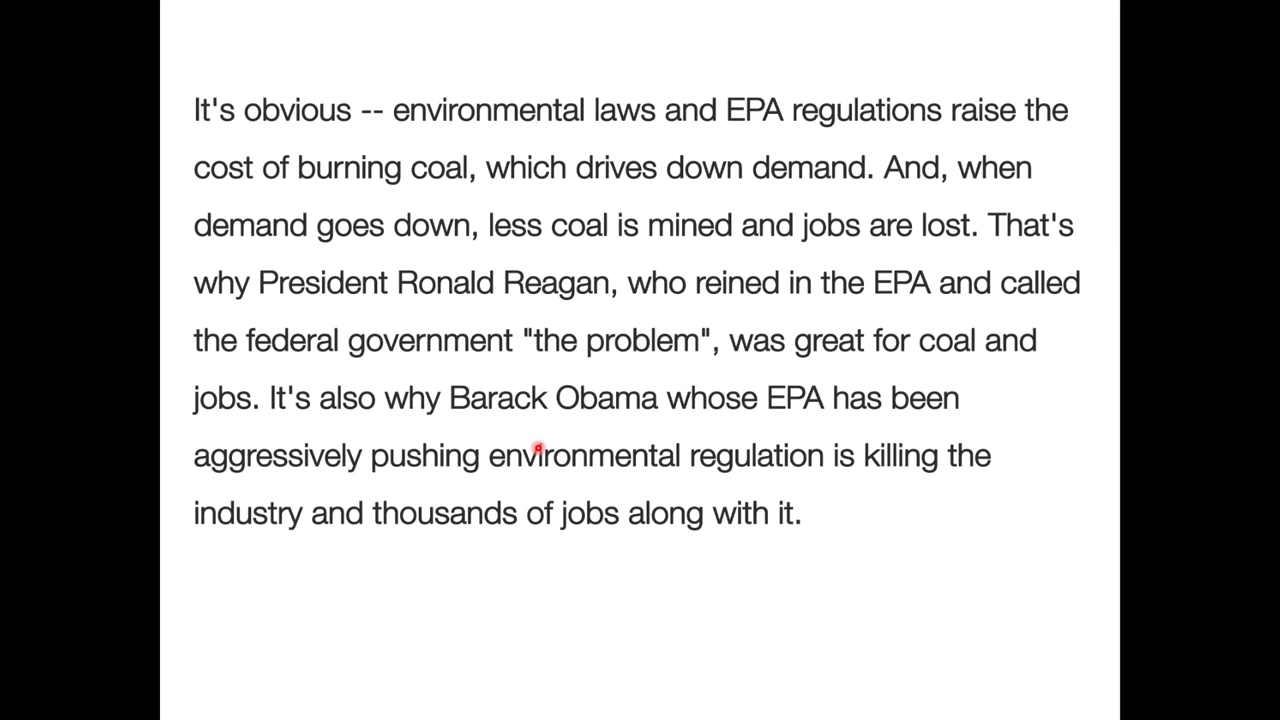 It's obvious -- environmental laws and EPA regulations raise the
cost of burning coal, which drives down demand. And, when
demand goes down, less coal is mined and jobs are lost. That's
why President Ronald Reagan, who reined in the EPA and called
the federal government "the problem", was great for coal and
jobs. It's also why Barack Obama whose EPA has been
aggressively pushing environmental regulation is killing the
industry and thousands of jobs along with it.